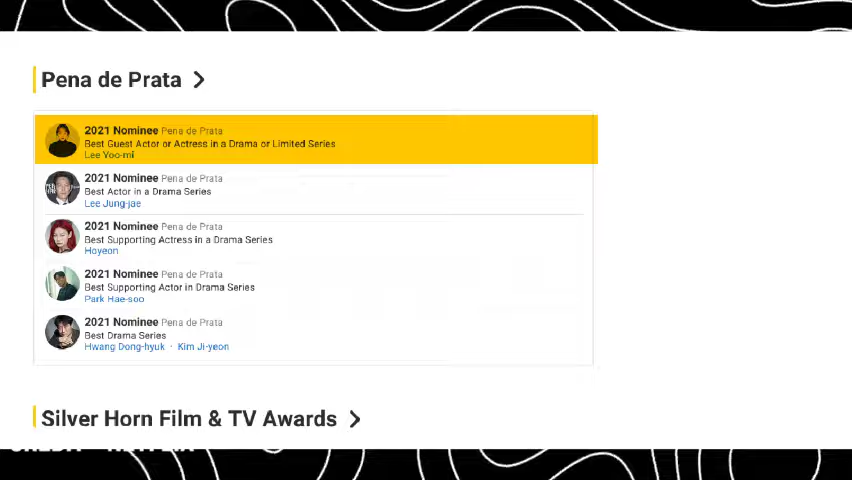 Pena de Prata
2021 Nominee Pena de Prata
Best Guest Actor or Actress in a Drama or Limited Series
Lee Yoo-mi
2021 Nominee Pena de Prata
Best Actor in a Drama Series
Lee Jung-jae
2021 Nominee Pena de Prata
Best Supporting Actress in a Drama Series
Hoyeon
2021 Nominee Pena de Prata
Best Supporting Actor in Drama Series
Park Hae-soo
2021 Nominee Pena de Prata
Best Drama Series
Hwang Dong-hyuk · Kim Ji-yeon
Silver Horn Film & TV Awards